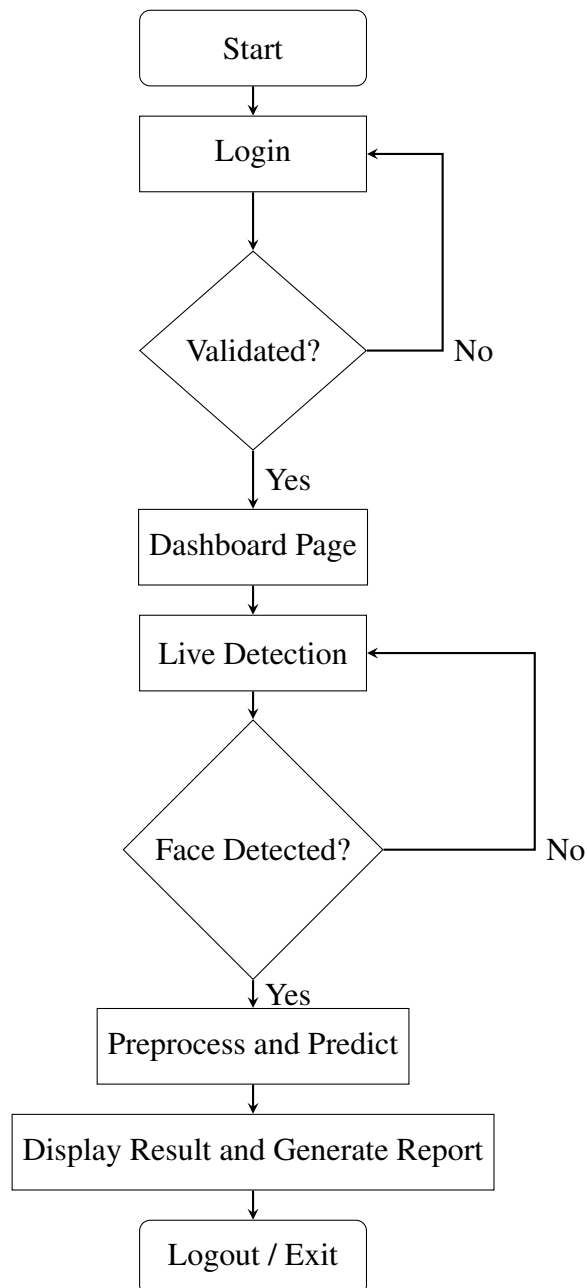 Start
Login
Validated?
No
Yes
Dashboard Page
Live Detection
Face Detected?
No
Yes
Preprocess and Predict
Display Result and Generate Report
Logout / Exit